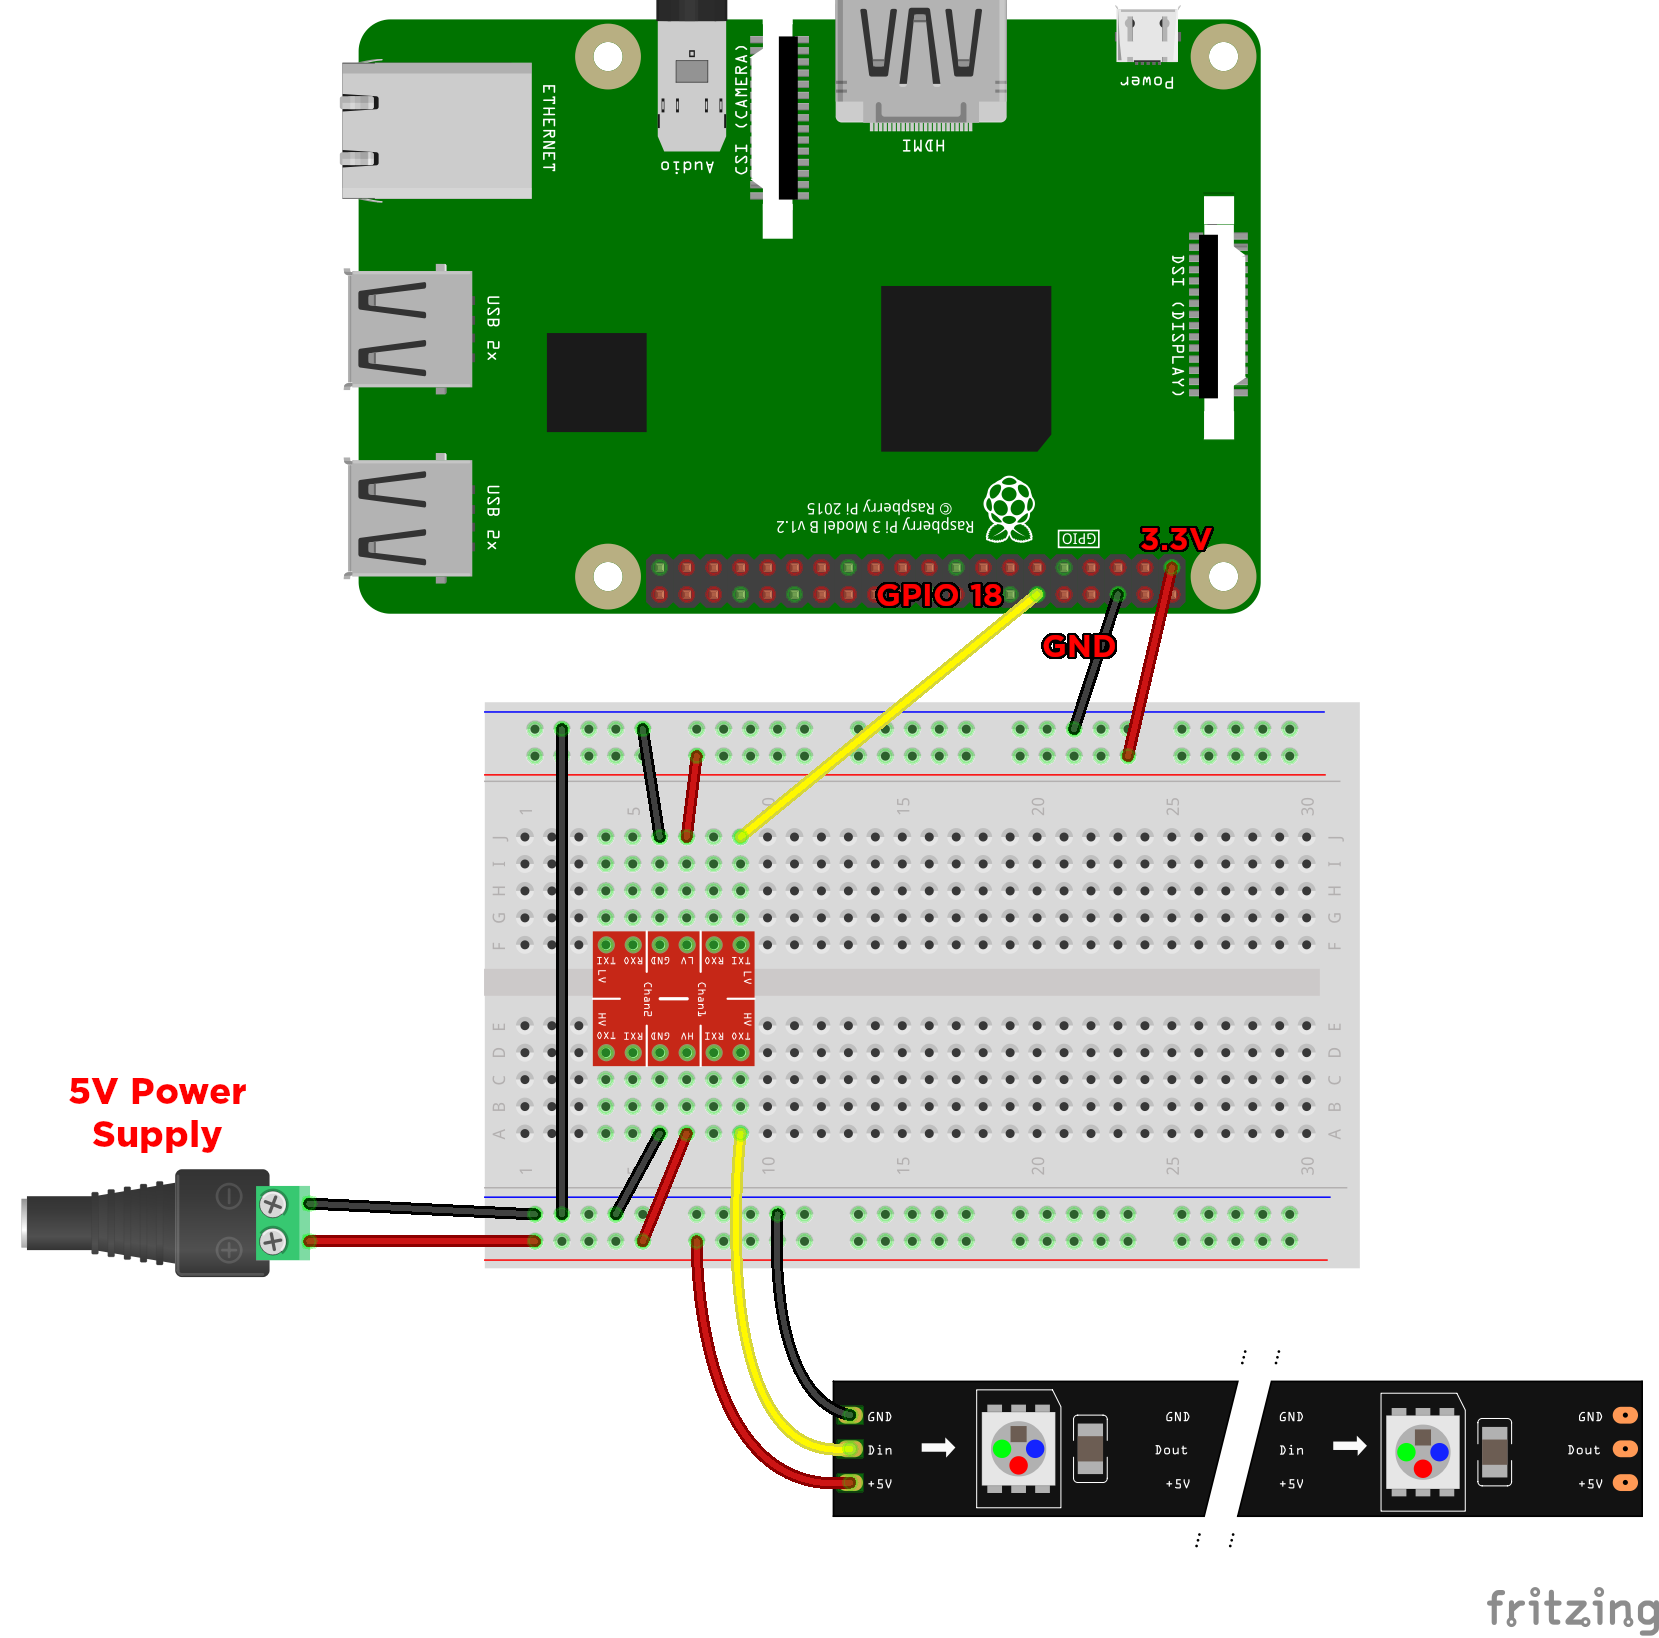 ETHERNET
Audio
CSI (CAMERA)
HDMI
Power
USB 2x
DSI (DISPLAY)
USB 2x
© Raspberry Pi 2015
Raspberry Pi 3 Model B v1.2
GPIO
3.3V
GPIO 18
GND
1 5 10 15 20 25 30
J J
I I
H H
G G
F F
TXI RXO GND LV RXO TXI
LV LV
Chan2 Chan1
HV HV
TXO RXI GND HV RXI TXO
E E
D D
C C
B B
A A
1 5 10 15 20 25 30
5V Power
Supply
GND GND GND GND
Din Dout Din Dout
+5V +5V +5V +5V
fritzing